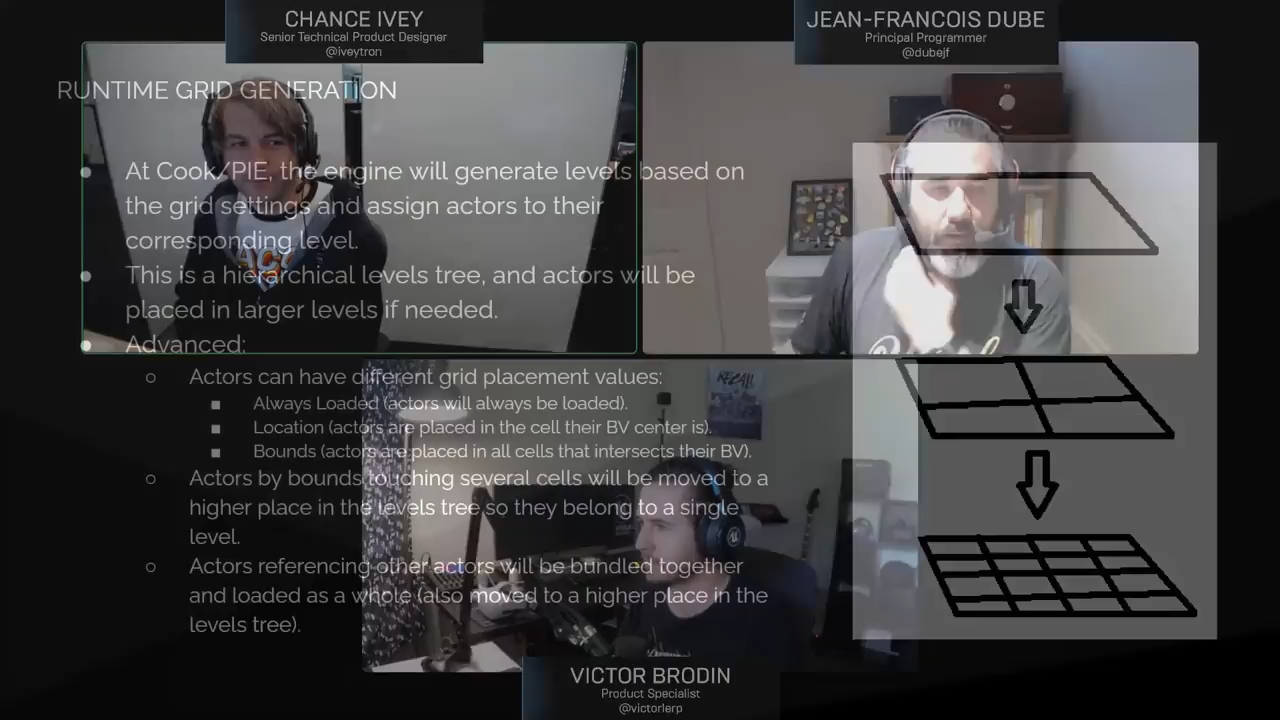 CHANCE IVEY
Senior Technical Product Designer
@iveytron
JEAN-FRANCOIS DUBE
Principal Programmer
@dubejf
RUNTIME GRID GENERATION
● At Cook/PIE, the engine will generate levels based on
the grid settings and assign actors to their
corresponding level.
● This is a hierarchical levels tree, and actors will be
placed in larger levels if needed.
● Advanced:
○ Actors can have different grid placement values:
■ Always Loaded (actors will always be loaded).
■ Location (actors are placed in the cell their BV center is).
■ Bounds (actors are placed in all cells that intersects their BV).
○ Actors by bounds touching several cells will be moved to a
higher place in the levels tree so they belong to a single
level.
○ Actors referencing other actors will be bundled together
and loaded as a whole (also moved to a higher place in the
levels tree).
RECALL
VICTOR BRODIN
Product Specialist
@victorlerp